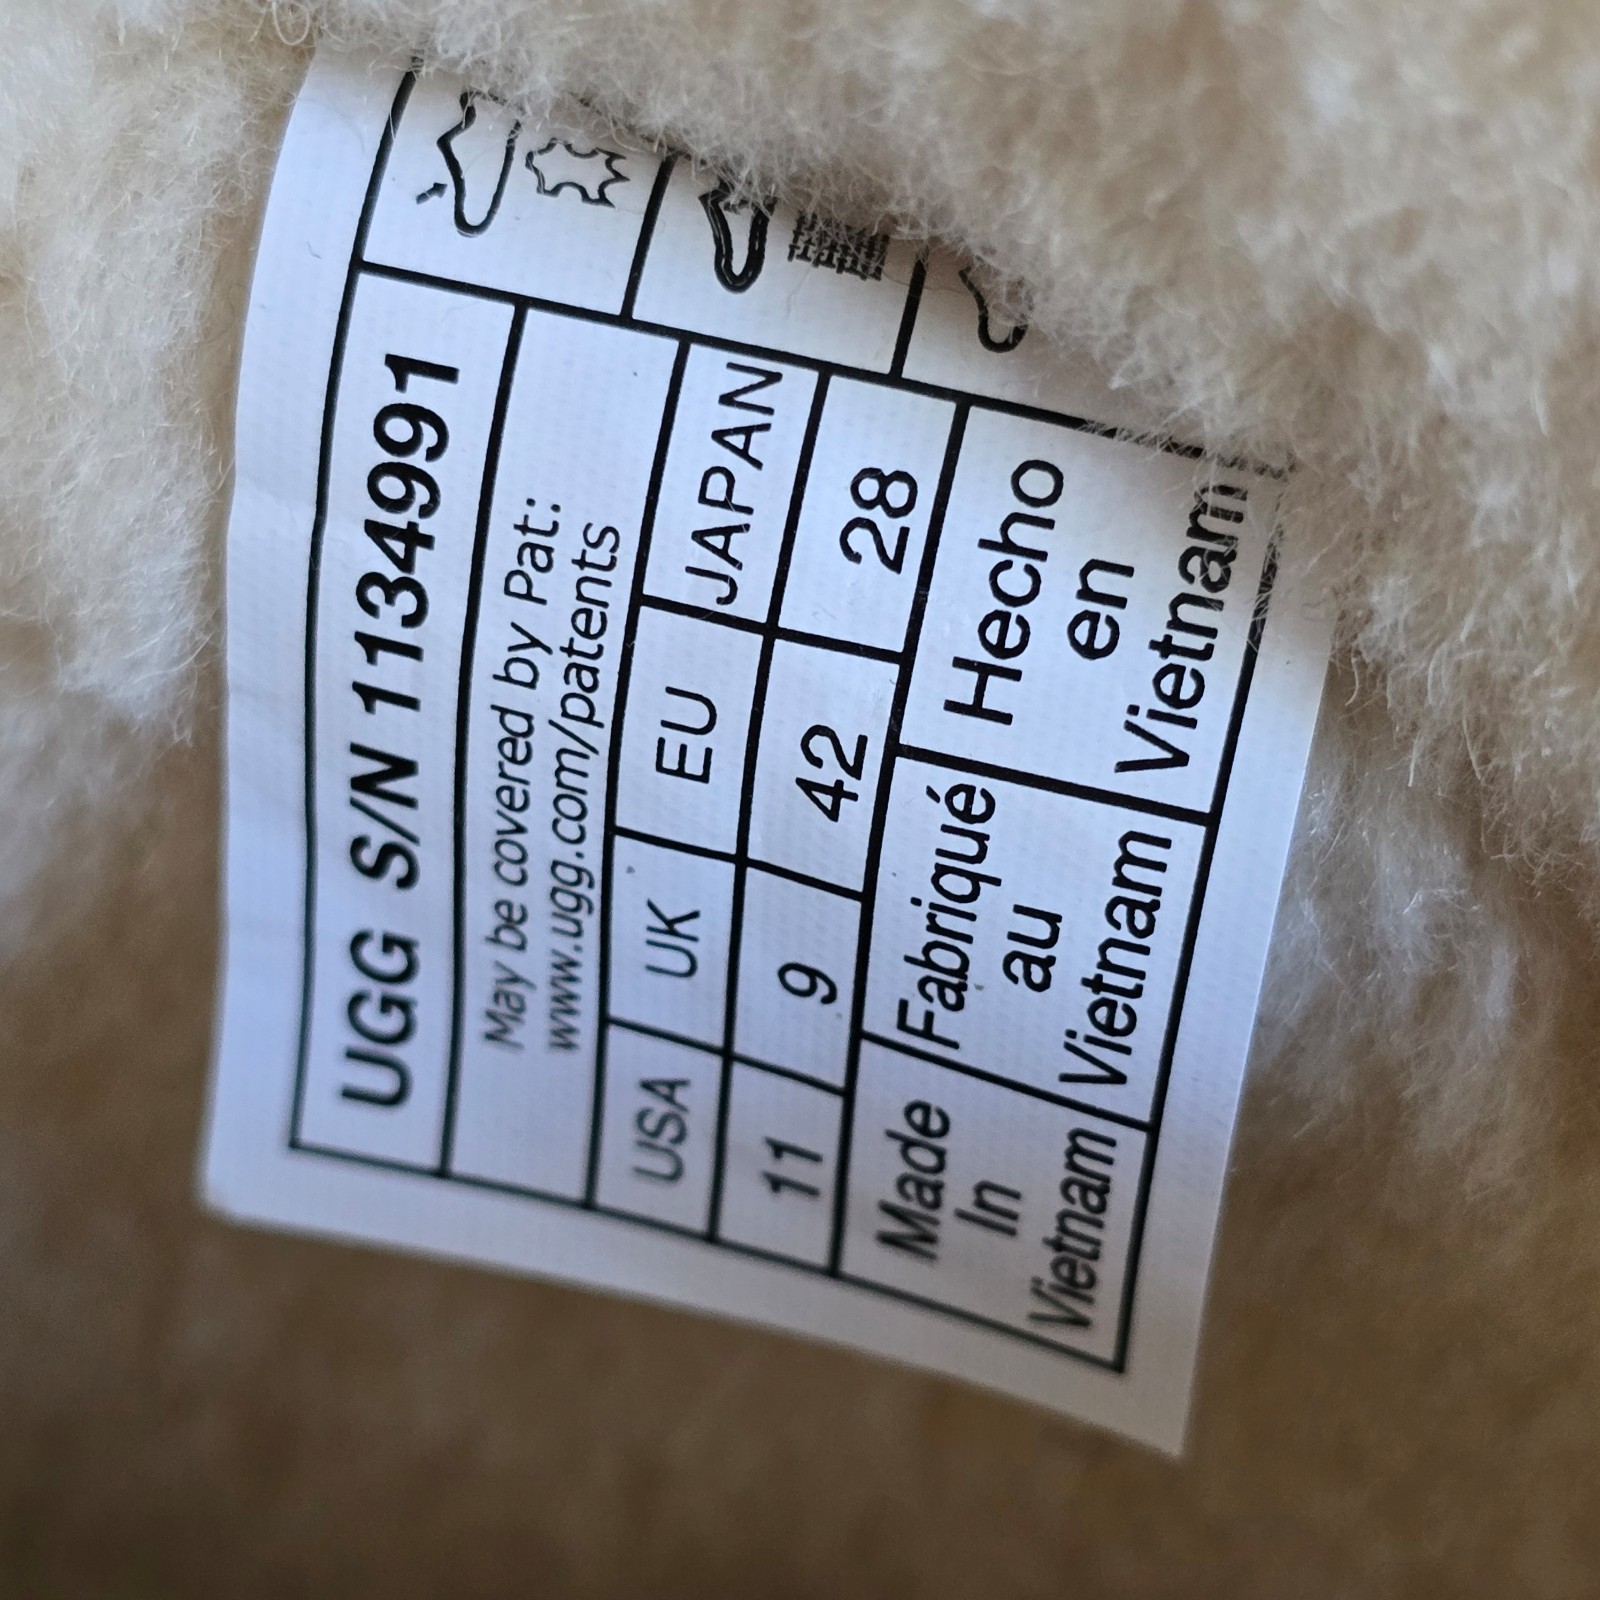 UGG S/N 1134991
May be covered by Pat:
www.ugg.com/patents
USA UK EU JAPAN
11 9 42 28
Made
In
Vietnam
Fabriqué
au
Vietnam
Hecho
en
Vietnam